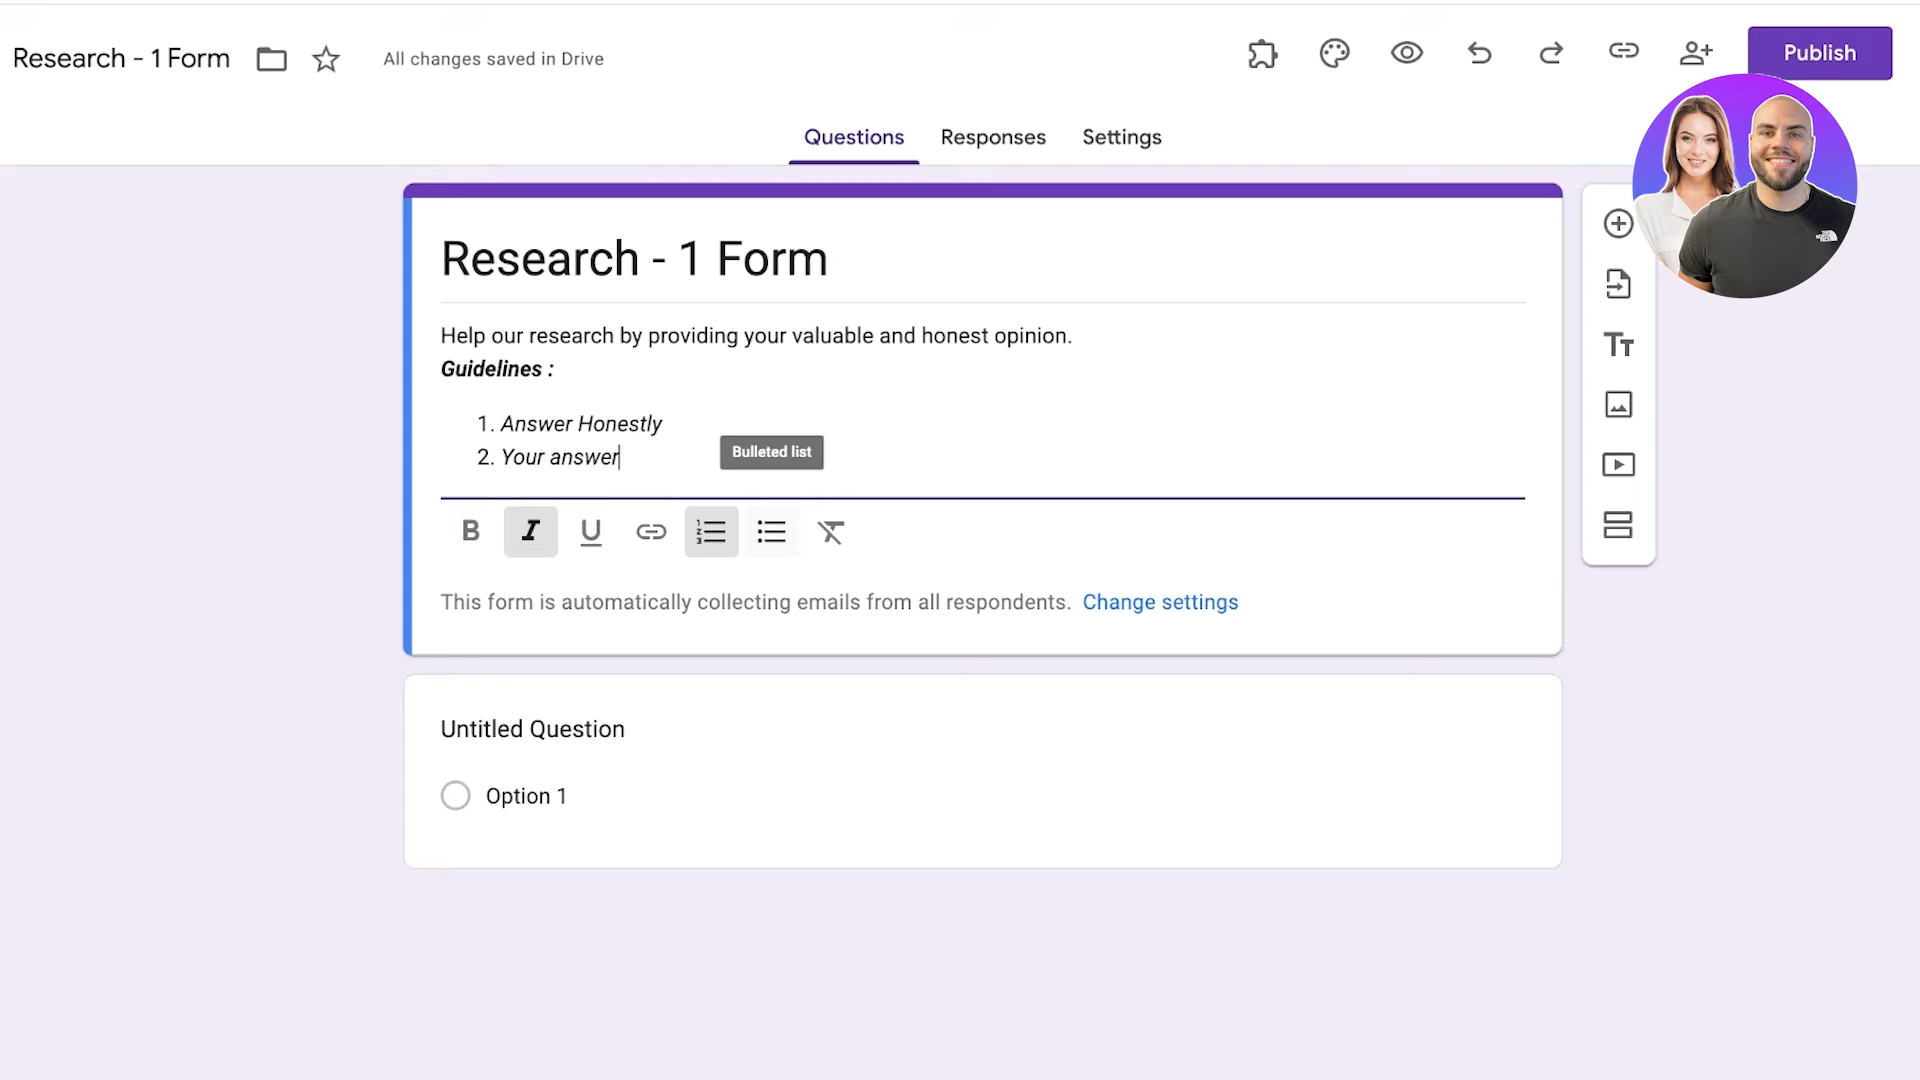 Research - 1 Form
All changes saved in Drive
Publish
Questions
Responses
Settings
Research - 1 Form
Help our research by providing your valuable and honest opinion.
Guidelines :
1. Answer Honestly
2. Your answer
Bulleted list
B I U
This form is automatically collecting emails from all respondents. Change settings
Untitled Question
Option 1